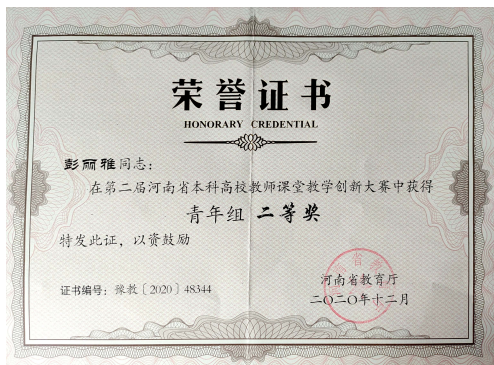 荣誉证书
HONORARY CREDENTIAL
彭丽雅同志：
在第二届河南省本科高校教师课堂教学创新大赛中获得
青年组 二等奖
特发此证，以资鼓励
河南省教育厅
证书编号：豫教〔2020〕48344
二〇二〇年十二月